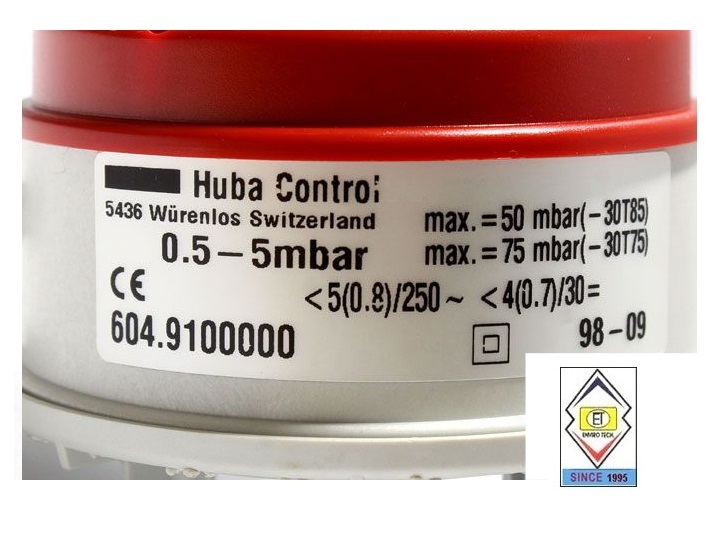 Huba Control
5436 Würenlos Switzerland
0.5 – 5mbar
max. = 50 mbar(–30T85)
max. = 75 mbar(–30T75)
CE
<5(0.8)/250~ <4(0.7)/30=
604.9100000
98–09
ET
ENVIRO TECH
SINCE 1995